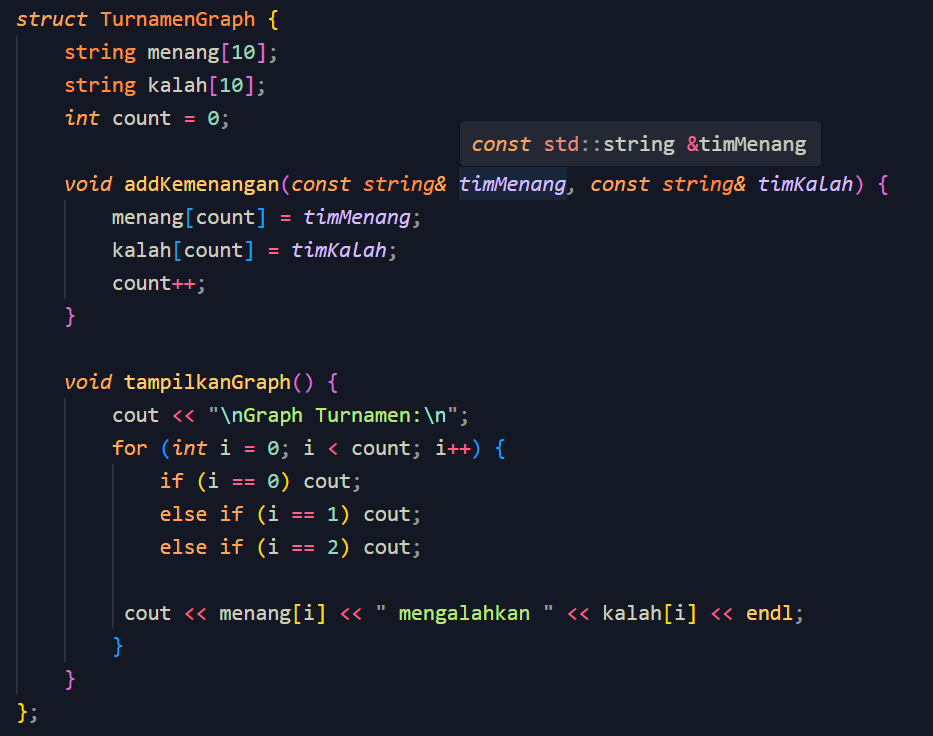 struct TurnamenGraph {
    string menang[10];
    string kalah[10];
    int count = 0;
const std::string &timMenang
    void addKemenangan(const string& timMenang, const string& timKalah) {
        menang[count] = timMenang;
        kalah[count] = timKalah;
        count++;
    }
    void tampilkanGraph() {
        cout << "\nGraph Turnamen:\n";
        for (int i = 0; i < count; i++) {
            if (i == 0) cout;
            else if (i == 1) cout;
            else if (i == 2) cout;
         cout << menang[i] << " mengalahkan " << kalah[i] << endl;
        }
    }
};